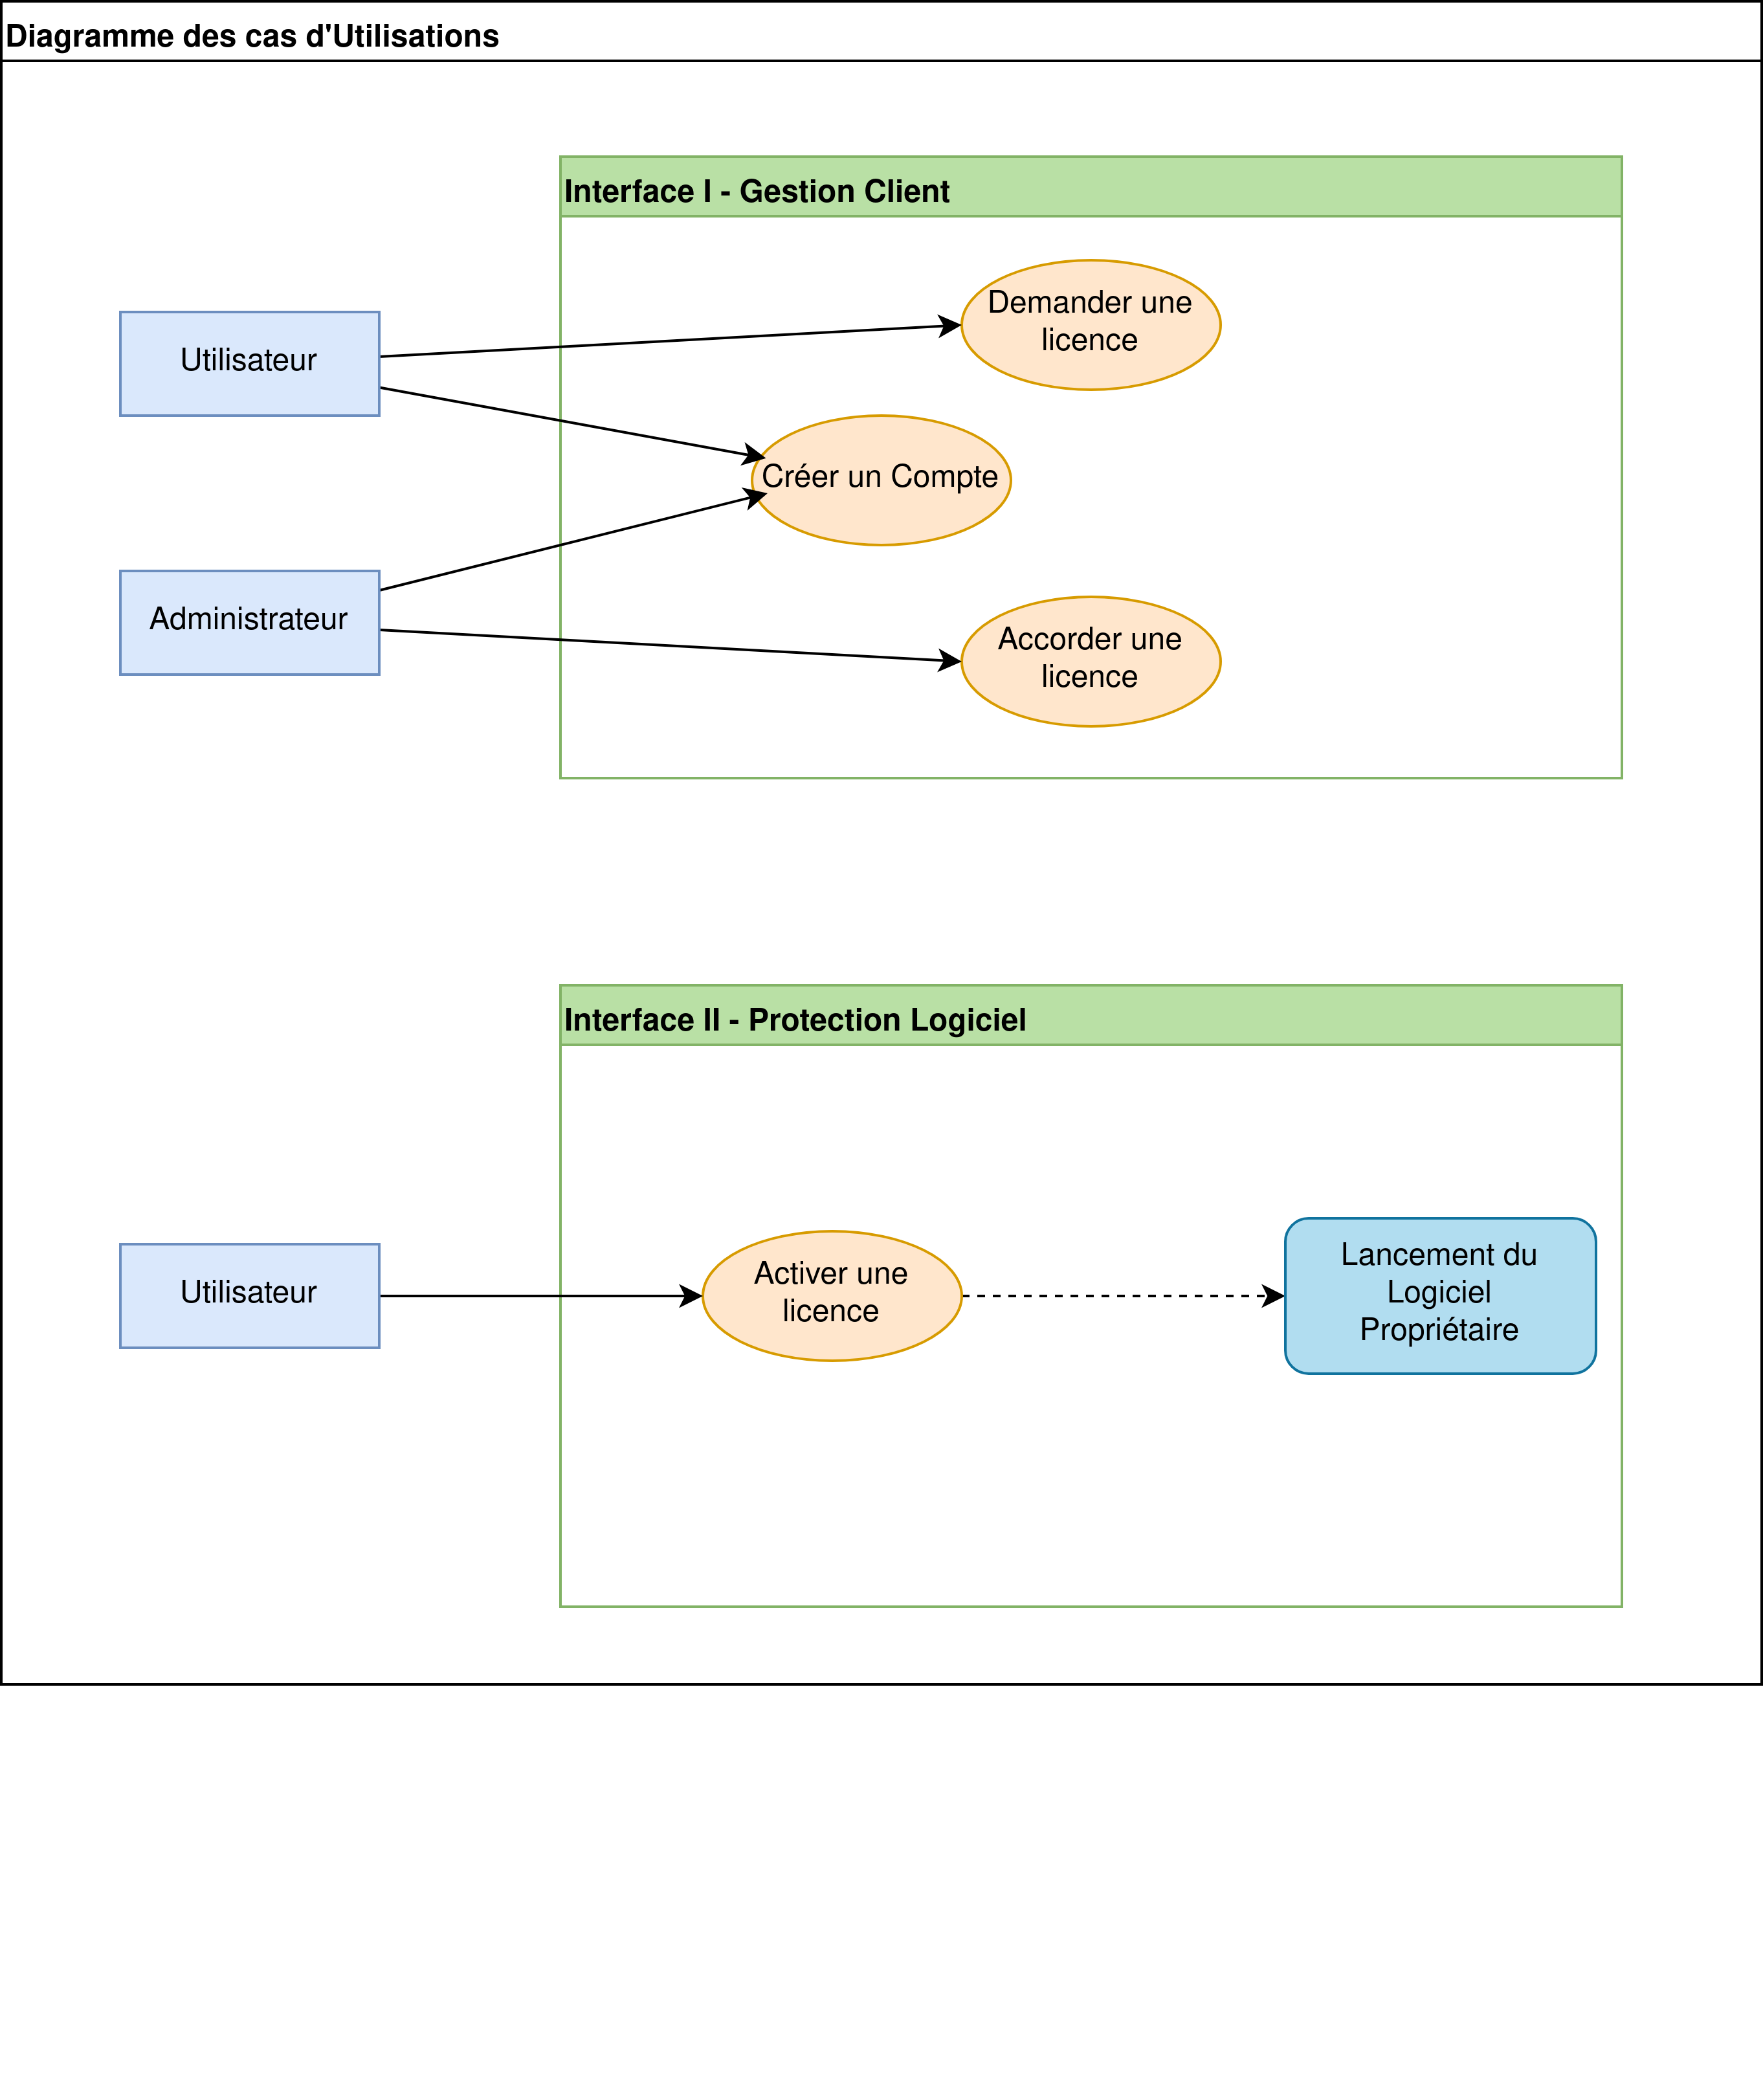 Diagramme des cas d'Utilisations
Interface I - Gestion Client
Demander une
licence
Utilisateur
Créer un Compte
Administrateur
Accorder une
licence
Interface II - Protection Logiciel
Utilisateur
Activer une
licence
Lancement du
Logiciel
Propriétaire